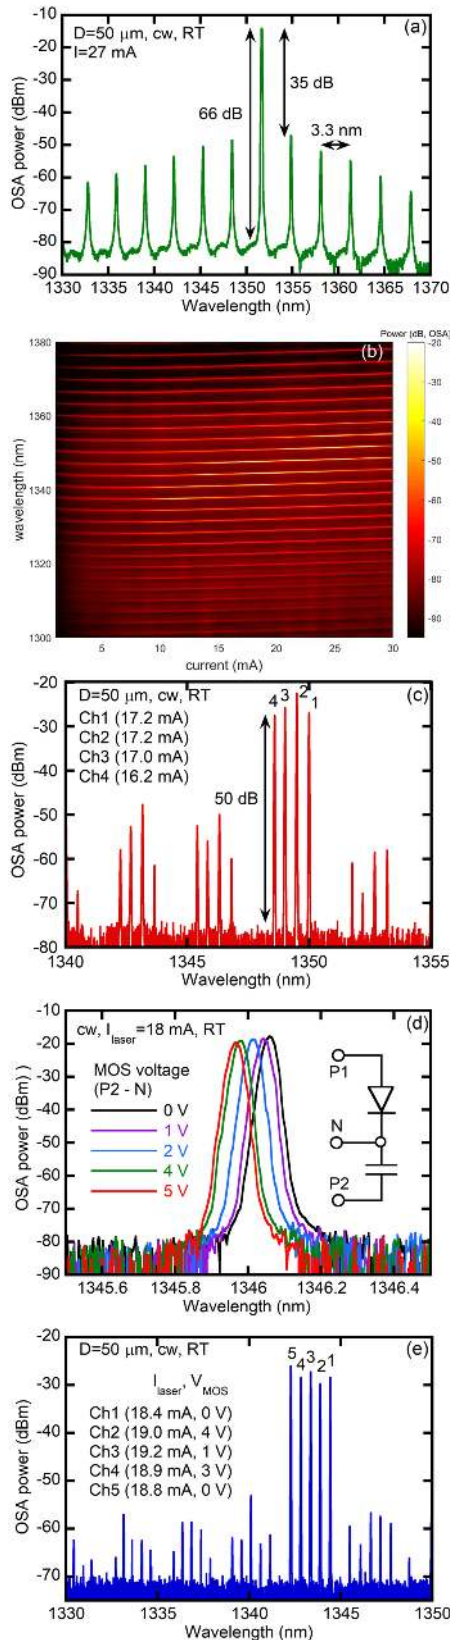 D=50 μm, cw, RT
I=27 mA
(a)
66 dB
35 dB
3.3 nm
OSA power (dBm)
-10
-20
-30
-40
-50
-60
-70
-80
-90
1330 1335 1340 1345 1350 1355 1360 1365 1370
Wavelength (nm)
Power (dB, OSA)
(b)
wavelength (nm)
1380
1360
1340
1320
1300
5 10 15 20 25 30
current (mA)
-20
-30
-40
-50
-60
-70
-80
-90
D=50 μm, cw, RT
Ch1 (17.2 mA)
Ch2 (17.2 mA)
Ch3 (17.0 mA)
Ch4 (16.2 mA)
4 3 2 1
(c)
50 dB
OSA power (dBm)
-20
-30
-40
-50
-60
-70
-80
1340 1345 1350 1355
Wavelength (nm)
cw, Ilaser=18 mA, RT
(d)
MOS voltage
(P2 - N)
0 V
1 V
2 V
4 V
5 V
P1
N
P2
OSA power (dBm) )
-10
-20
-30
-40
-50
-60
-70
-80
-90
1345.6 1345.8 1346 1346.2 1346.4
Wavelength (nm)
D=50 μm, cw, RT
(e)
5 4 3 2 1
Ilaser, VMOS
Ch1 (18.4 mA, 0 V)
Ch2 (19.0 mA, 4 V)
Ch3 (19.2 mA, 1 V)
Ch4 (18.9 mA, 3 V)
Ch5 (18.8 mA, 0 V)
OSA power (dBm)
-20
-30
-40
-50
-60
-70
1330 1335 1340 1345 1350
Wavelength (nm)